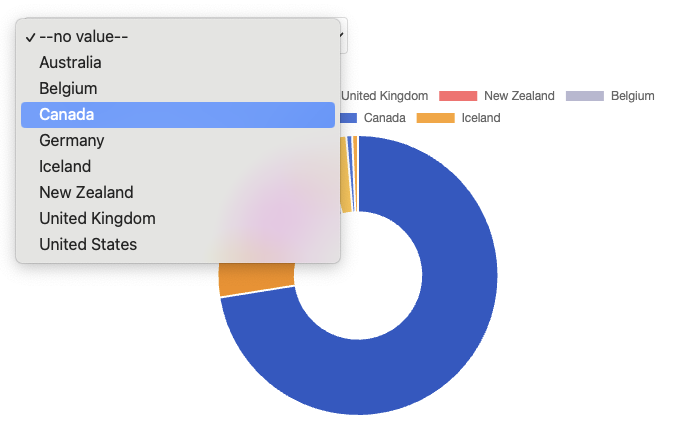 --no value--
Australia
Belgium
Canada
Germany
Iceland
New Zealand
United Kingdom
United States
United Kingdom New Zealand Belgium
Canada Iceland